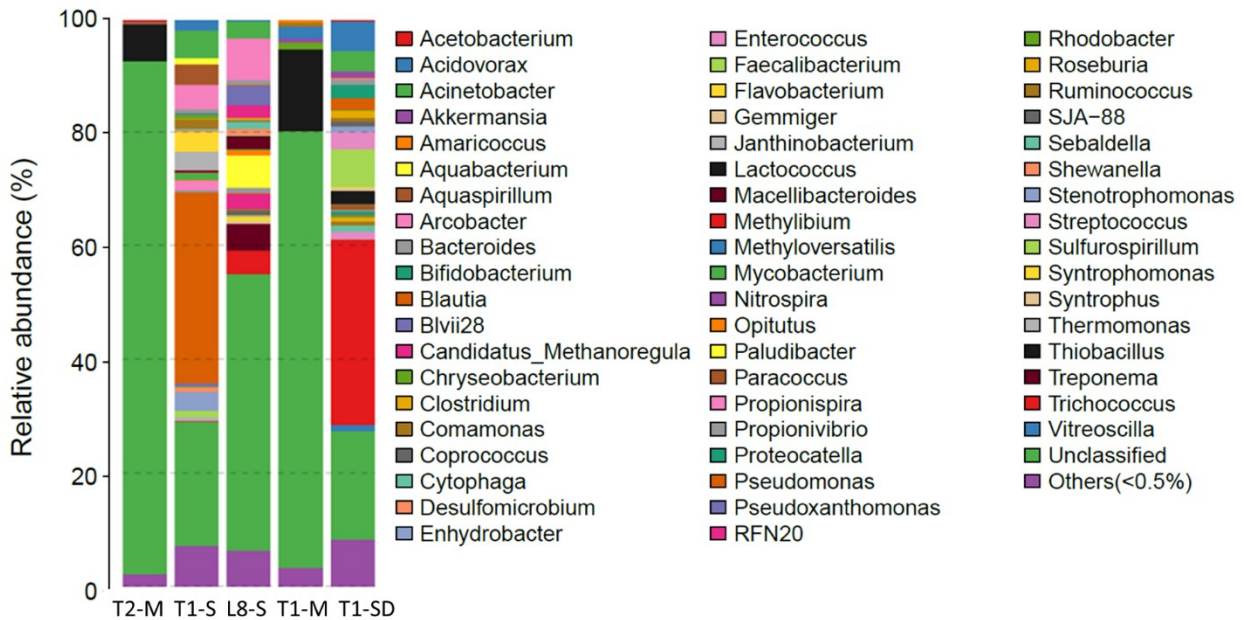 Relative abundance (%)
100
80
60
40
20
0
T2-M T1-S L8-S T1-M T1-SD
Acetobacterium
Acidovorax
Acinetobacter
Akkermansia
Amaricoccus
Aquabacterium
Aquaspirillum
Arcobacter
Bacteroides
Bifidobacterium
Blautia
Blvii28
Candidatus_Methanoregula
Chryseobacterium
Clostridium
Comamonas
Coprococcus
Cytophaga
Desulfomicrobium
Enhydrobacter
Enterococcus
Faecalibacterium
Flavobacterium
Gemmiger
Janthinobacterium
Lactococcus
Macellibacteroides
Methylibium
Methyloversatilis
Mycobacterium
Nitrospira
Opitutus
Paludibacter
Paracoccus
Propionispira
Propionivibrio
Proteocatella
Pseudomonas
Pseudoxanthomonas
RFN20
Rhodobacter
Roseburia
Ruminococcus
SJA−88
Sebaldella
Shewanella
Stenotrophomonas
Streptococcus
Sulfurospirillum
Syntrophomonas
Syntrophus
Thermomonas
Thiobacillus
Treponema
Trichococcus
Vitreoscilla
Unclassified
Others(<0.5%)